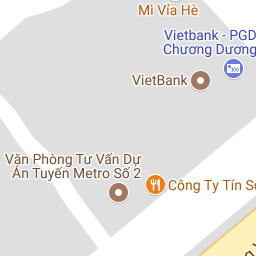 Mì Vỉa Hè
Vietbank - PGD
Chương Dương
VietBank
Văn Phòng Tư Vấn Dự
Án Tuyến Metro Số 2
Công Ty Tín